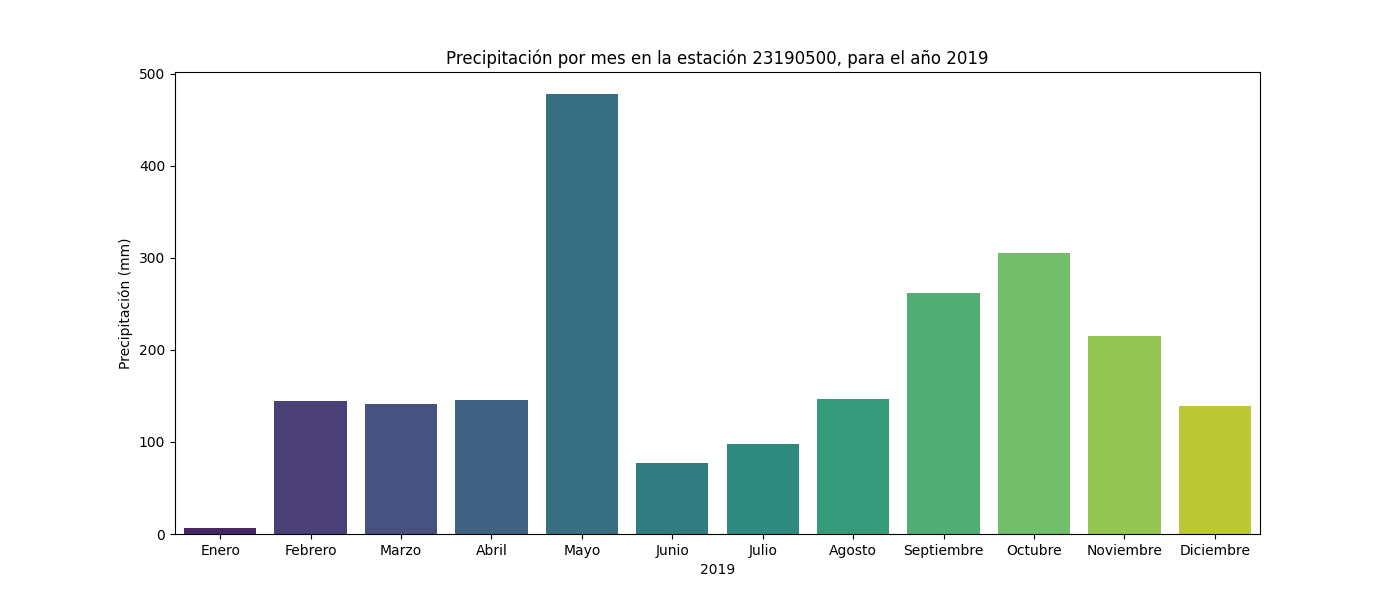 Precipitación por mes en la estación 23190500, para el año 2019
Precipitación (mm)
500
400
300
200
100
0
Enero Febrero Marzo Abril Mayo Junio Julio Agosto Septiembre Octubre Noviembre Diciembre
2019